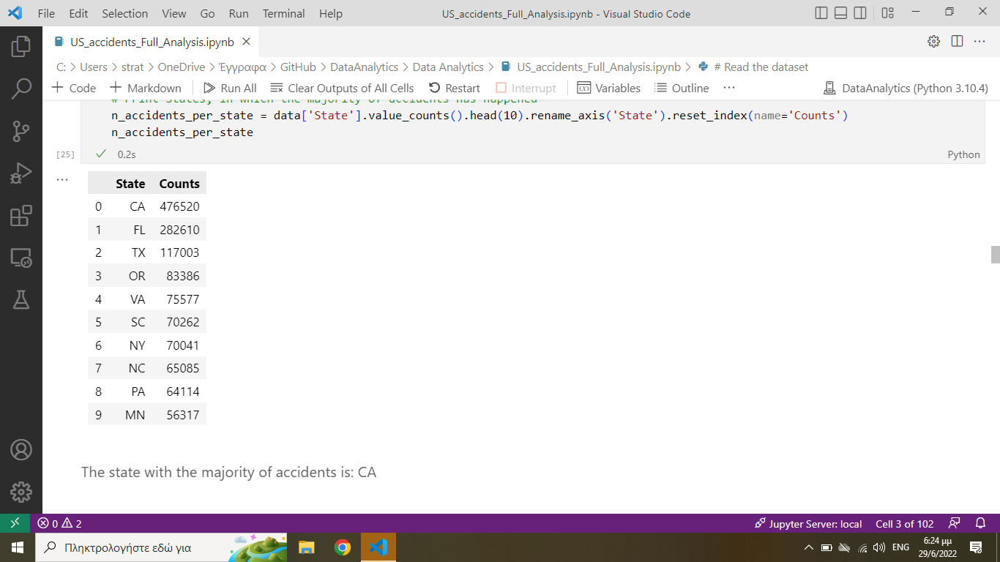 File Edit Selection View Go Run Terminal Help US_accidents_Full_Analysis.ipynb - Visual Studio Code
US_accidents_Full_Analysis.ipynb
C: > Users > strat > OneDrive > Έγγραφα > GitHub > DataAnalytics > Data Analytics > US_accidents_Full_Analysis.ipynb > # Read the dataset
+ Code + Markdown Run All Clear Outputs of All Cells Restart Interrupt Variables Outline ... DataAnalytics (Python 3.10.4)
# Print States, in which the majority of accidents has happened
n_accidents_per_state = data['State'].value_counts().head(10).rename_axis('State').reset_index(name='Counts')
n_accidents_per_state
[25] 0.2s Python
...
State Counts
0 CA 476520
1 FL 282610
2 TX 117003
3 OR 83386
4 VA 75577
5 SC 70262
6 NY 70041
7 NC 65085
8 PA 64114
9 MN 56317
The state with the majority of accidents is: CA
0 2 Jupyter Server: local Cell 3 of 102
Πληκτρολογήστε εδώ για ENG 6:24 μμ
29/6/2022